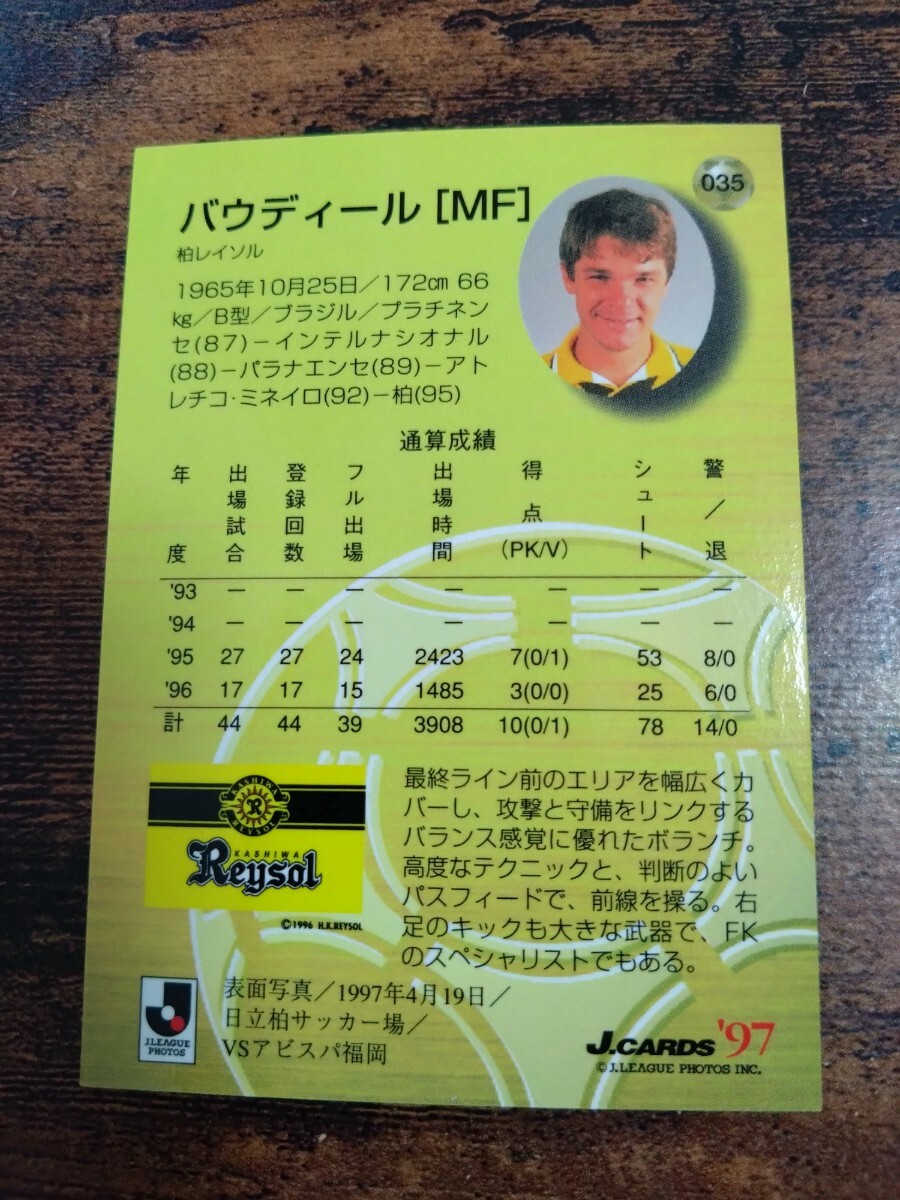 035
バウディール [MF]
柏レイソル
1965年10月25日／172㎝ 66
㎏／B型／ブラジル／プラチネン
セ(87)－インテルナシオナル
(88)－パラナエンセ(89)－アト
レチコ・ミネイロ(92)－柏(95)
通算成績
年度 出場試合 登録回数 フル出場 出場時間 得点(PK/V) シュート 警／退
'93 － － － － － － －
'94 － － － － － － －
'95 27 27 24 2423 7(0/1) 53 8/0
'96 17 17 15 1485 3(0/0) 25 6/0
計 44 44 39 3908 10(0/1) 78 14/0
KASHIWA
R
REYSOL
KASHIWA
Reysol
©1996 H.K.REYSOL
最終ライン前のエリアを幅広くカ
バーし、攻撃と守備をリンクする
バランス感覚に優れたボランチ。
高度なテクニックと、判断のよい
パスフィードで、前線を操る。右
足のキックも大きな武器で、FK
のスペシャリストでもある。
J.LEAGUE
PHOTOS
表面写真／1997年4月19日／
日立柏サッカー場／
VSアビスパ福岡
J.CARDS '97
©J.LEAGUE PHOTOS INC.